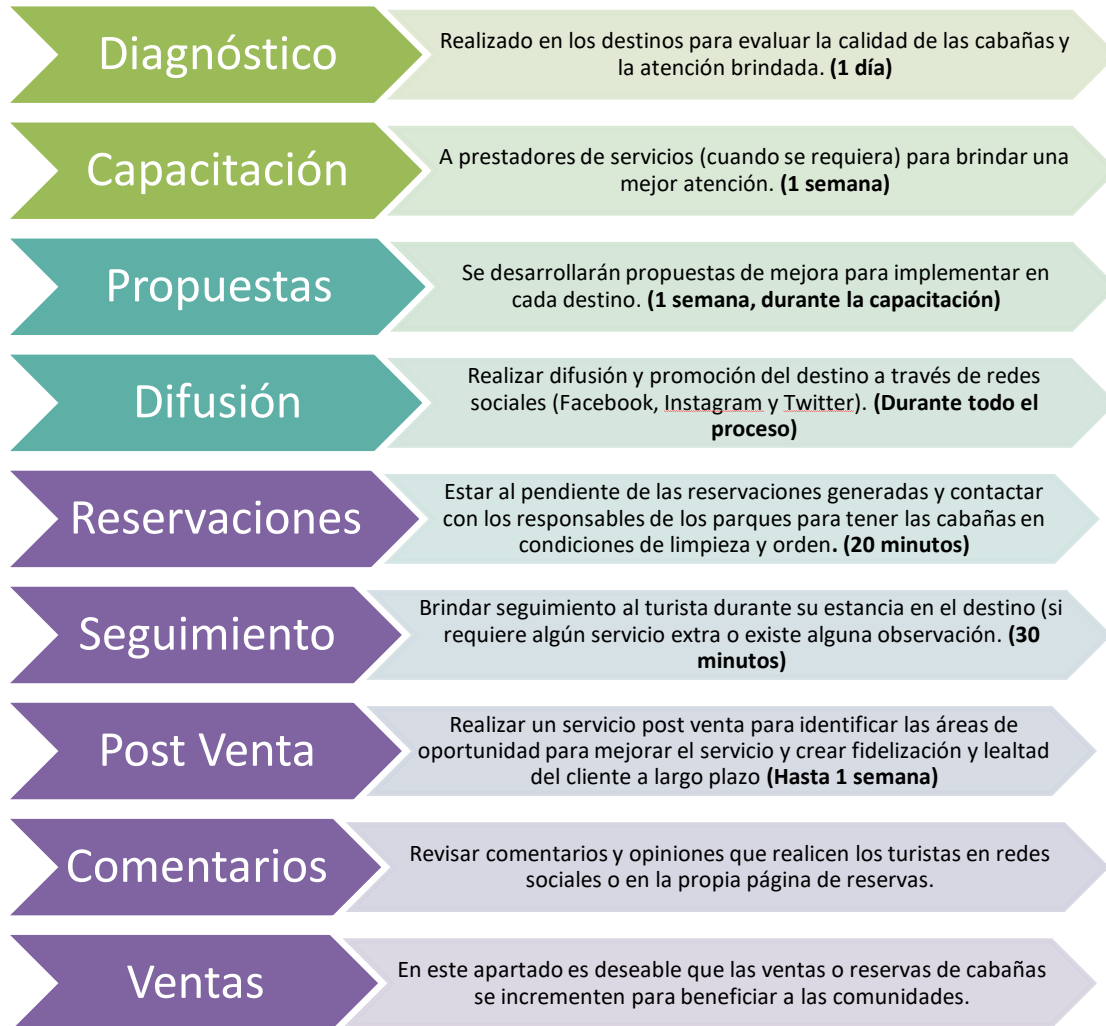 Diagnóstico
Realizado en los destinos para evaluar la calidad de las cabañas y
la atención brindada. (1 día)
Capacitación
A prestadores de servicios (cuando se requiera) para brindar una
mejor atención. (1 semana)
Propuestas
Se desarrollarán propuestas de mejora para implementar en
cada destino. (1 semana, durante la capacitación)
Difusión
Realizar difusión y promoción del destino a través de redes
sociales (Facebook, Instagram y Twitter). (Durante todo el
proceso)
Reservaciones
Estar al pendiente de las reservaciones generadas y contactar
con los responsables de los parques para tener las cabañas en
condiciones de limpieza y orden. (20 minutos)
Seguimiento
Brindar seguimiento al turista durante su estancia en el destino (si
requiere algún servicio extra o existe alguna observación. (30
minutos)
Post Venta
Realizar un servicio post venta para identificar las áreas de
oportunidad para mejorar el servicio y crear fidelización y lealtad
del cliente a largo plazo (Hasta 1 semana)
Comentarios
Revisar comentarios y opiniones que realicen los turistas en redes
sociales o en la propia página de reservas.
Ventas
En este apartado es deseable que las ventas o reservas de cabañas
se incrementen para beneficiar a las comunidades.